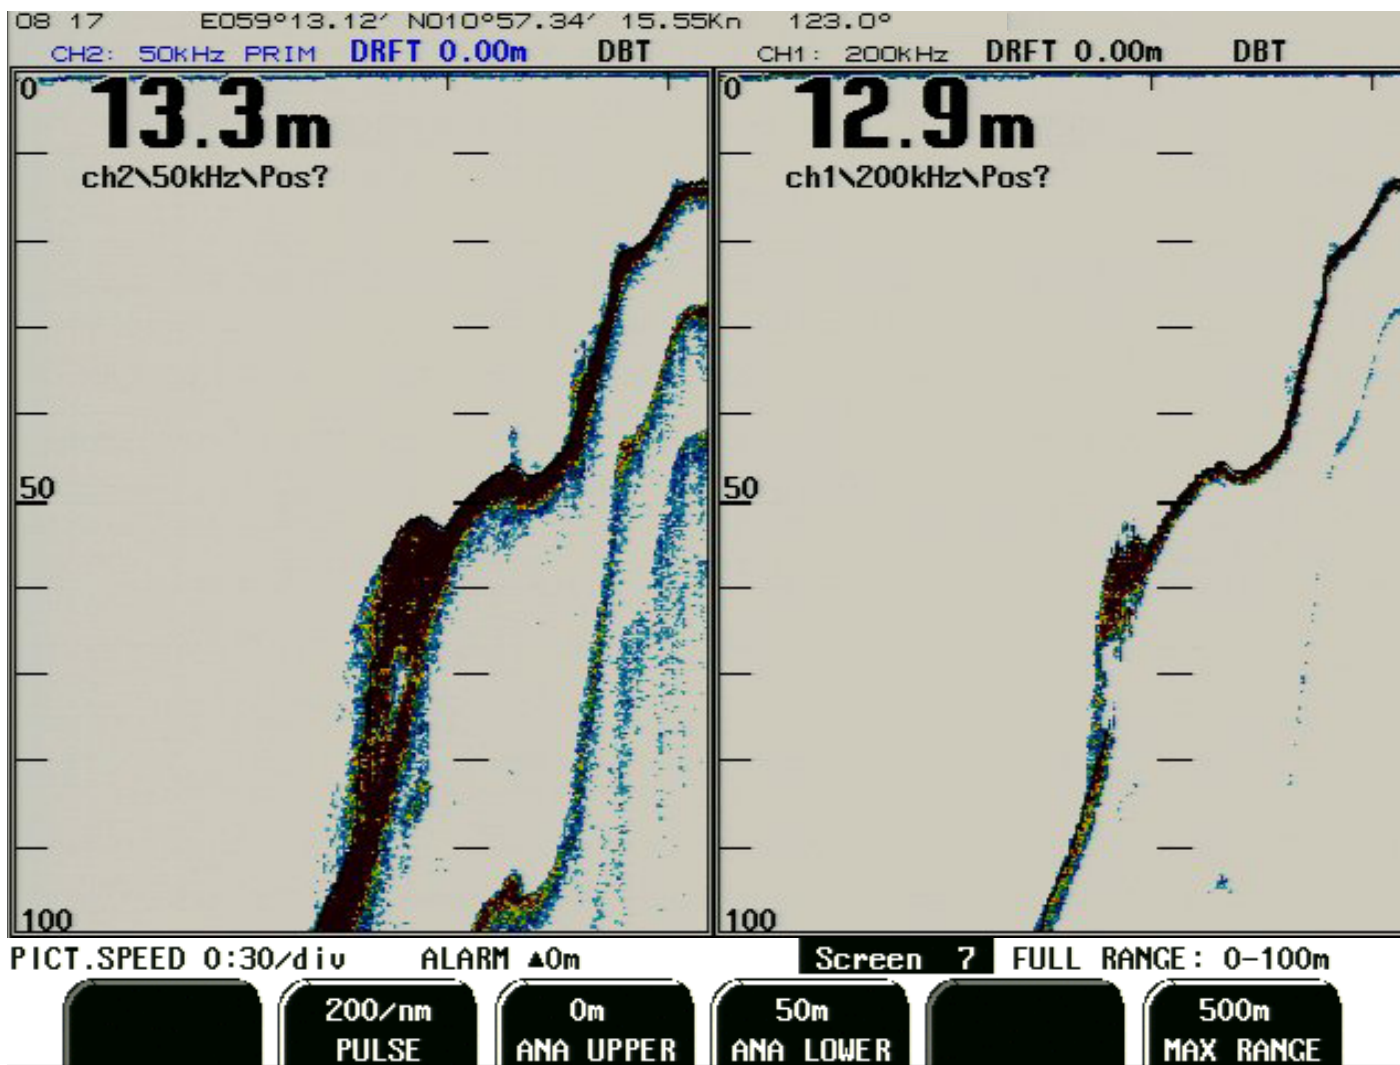 08 17 E059°13.12′ N010°57.34′ 15.55Kn 123.0°
CH2: 50kHz PRIM DRFT 0.00m DBT CH1: 200kHz DRFT 0.00m DBT
0 13.3m 0 12.9m
ch2\50kHz\Pos? ch1\200kHz\Pos?
50 50
100 100
PICT.SPEED 0:30/div ALARM ▲0m Screen 7 FULL RANGE: 0-100m
200/nm 0m 50m 500m
PULSE ANA UPPER ANA LOWER MAX RANGE